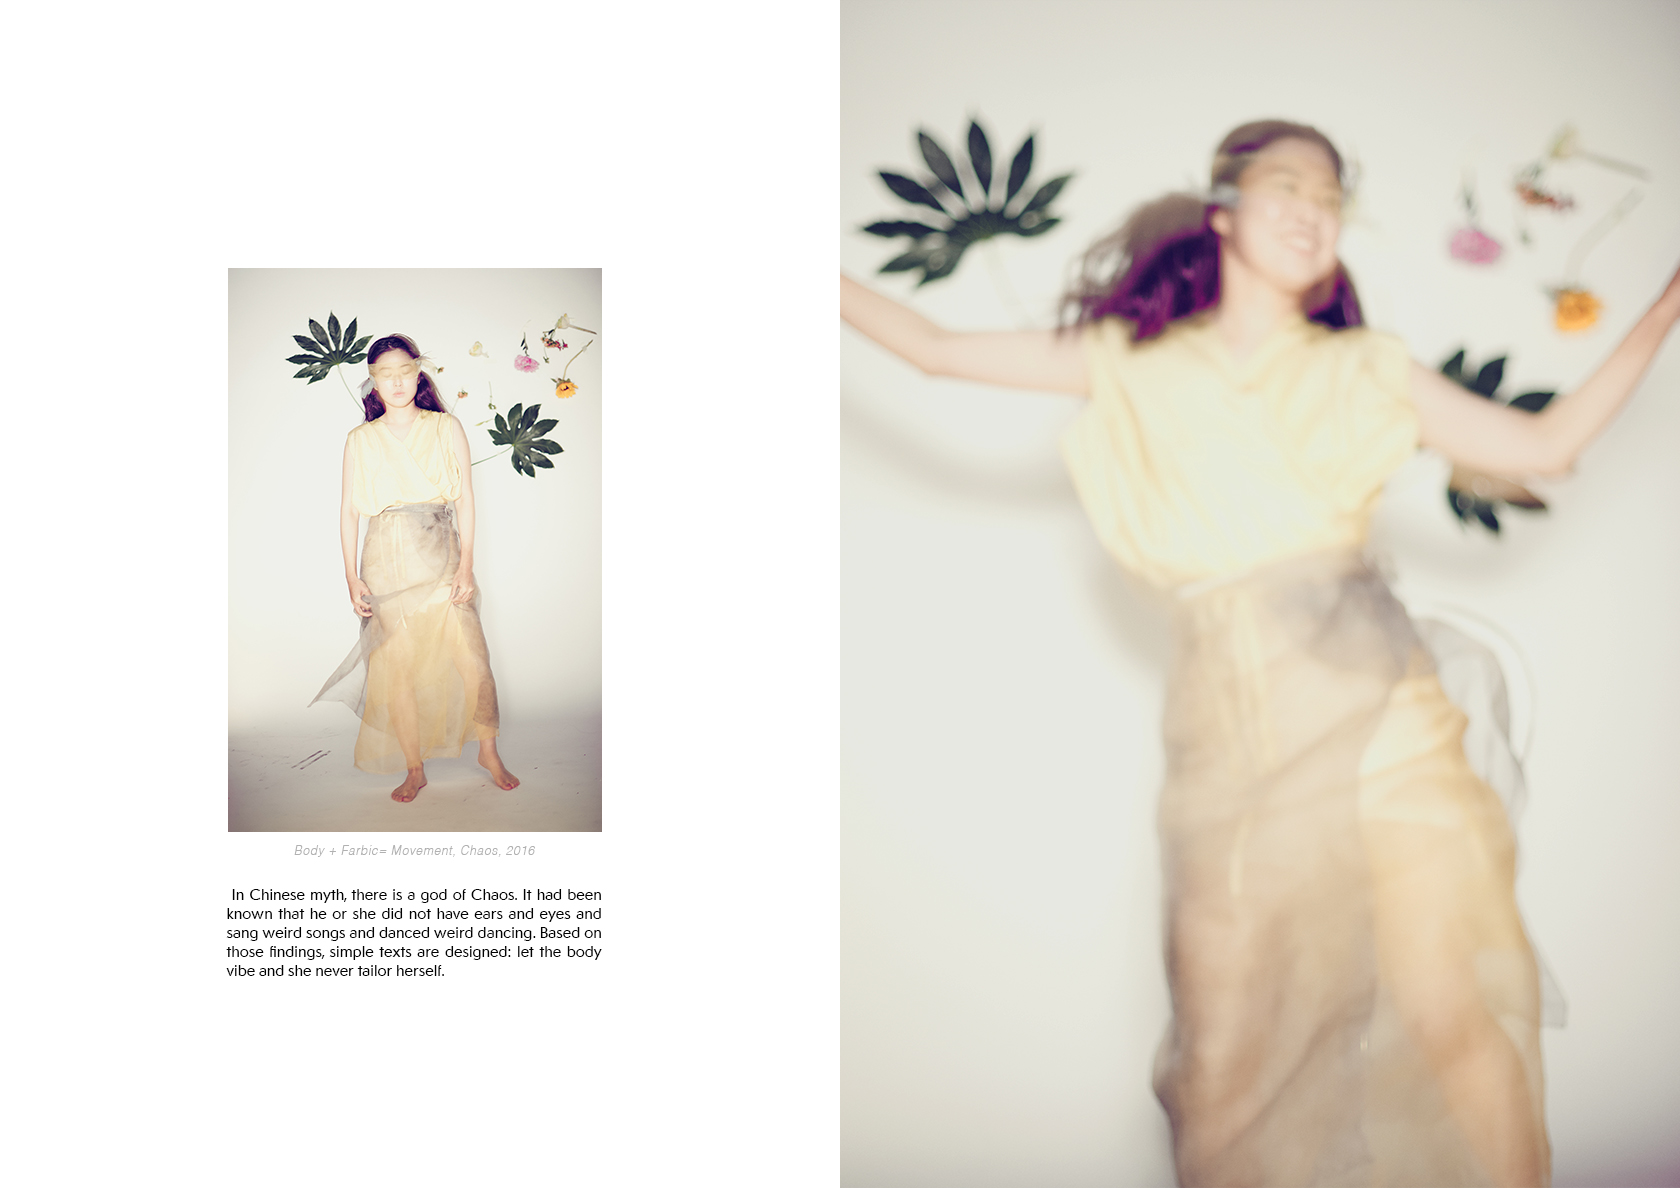 Body + Farbic= Movement, Chaos, 2016
In Chinese myth, there is a god of Chaos. It had been
known that he or she did not have ears and eyes and
sang weird songs and danced weird dancing. Based on
those findings, simple texts are designed: let the body
vibe and she never tailor herself.